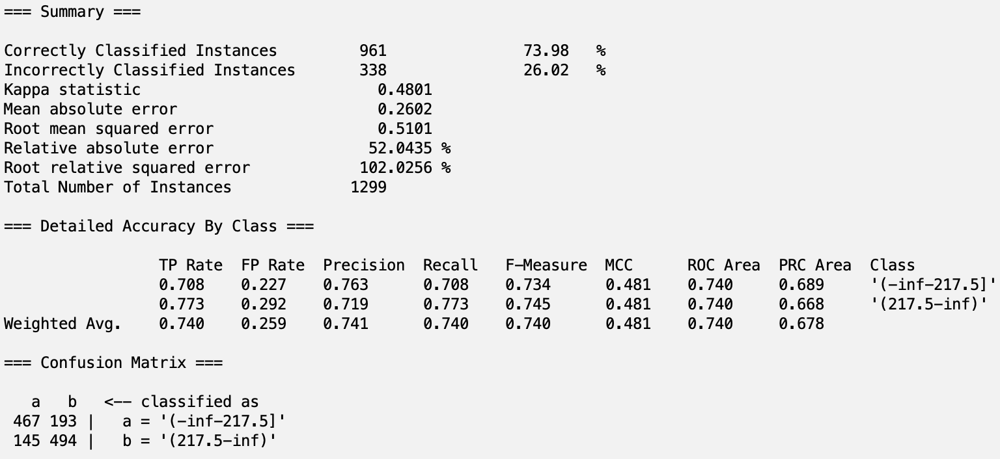 === Summary ===
Correctly Classified Instances 961 73.98 %
Incorrectly Classified Instances 338 26.02 %
Kappa statistic 0.4801
Mean absolute error 0.2602
Root mean squared error 0.5101
Relative absolute error 52.0435 %
Root relative squared error 102.0256 %
Total Number of Instances 1299
=== Detailed Accuracy By Class ===
TP Rate FP Rate Precision Recall F-Measure MCC ROC Area PRC Area Class
0.708 0.227 0.763 0.708 0.734 0.481 0.740 0.689 '(-inf-217.5]'
0.773 0.292 0.719 0.773 0.745 0.481 0.740 0.668 '(217.5-inf)'
Weighted Avg. 0.740 0.259 0.741 0.740 0.740 0.481 0.740 0.678
=== Confusion Matrix ===
a b <-- classified as
467 193 | a = '(-inf-217.5]'
145 494 | b = '(217.5-inf)'